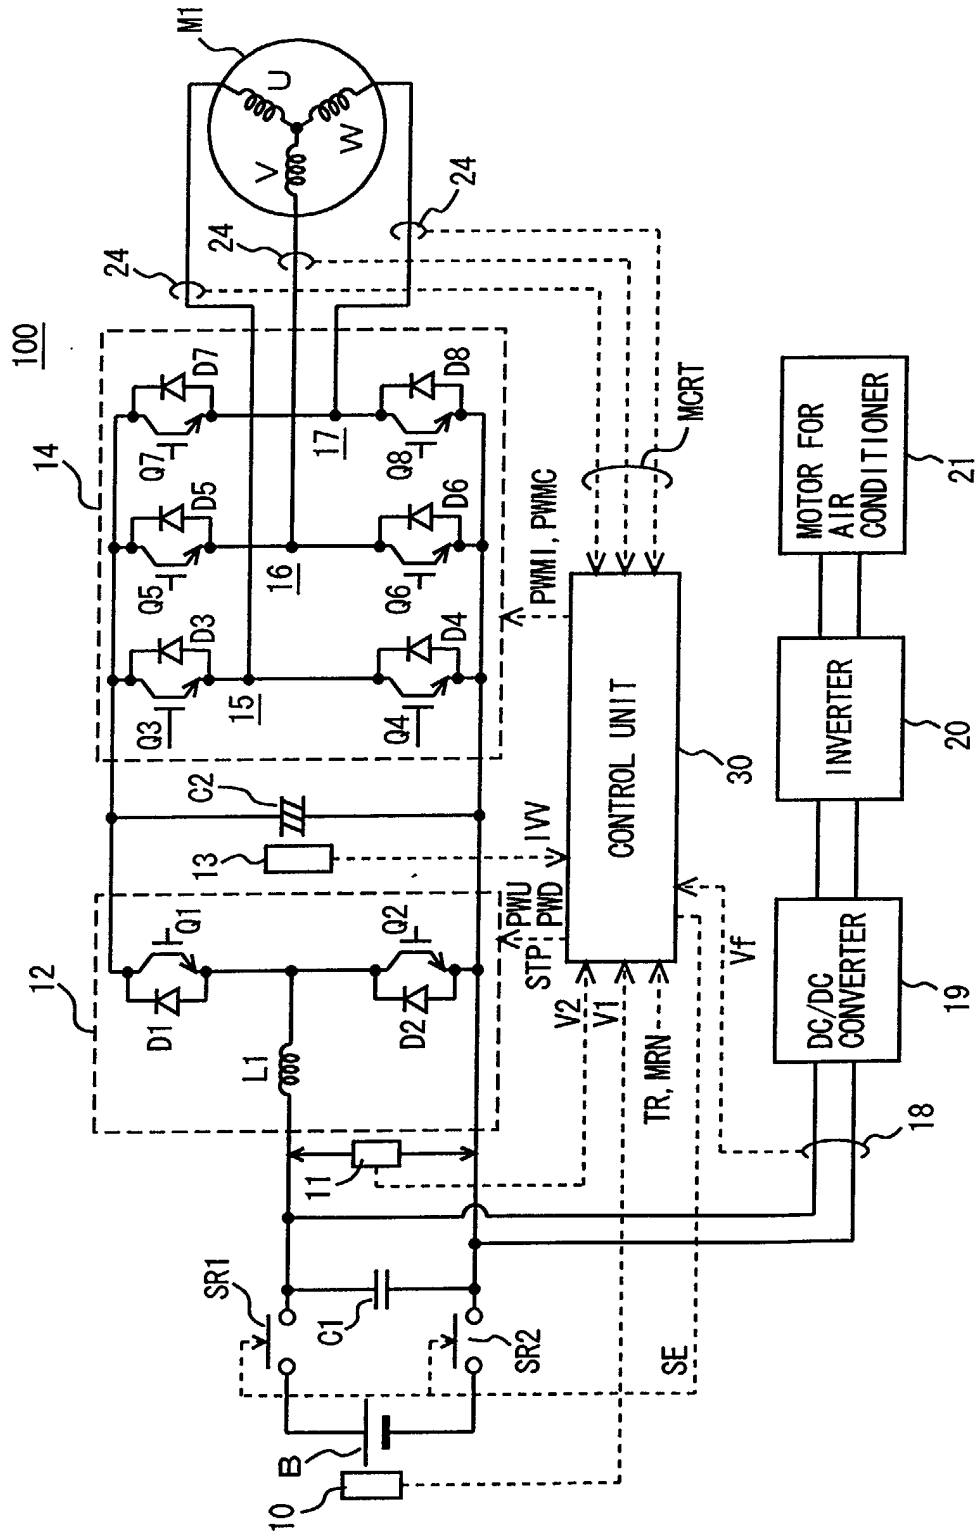 100
14
12
M1
24
24
24
U
V
W
Q7
D7
Q5
D5
Q3
D3
17
16
15
Q8
D8
Q6
D6
Q4
D4
C2
13
Q1
D1
Q2
D2
L1
SR1
11
C1
SR2
B
10
SE
IVV
PWU
STP PWD
V2
V1
TR, MRN
PWMI, PWMC
MCRT
CONTROL UNIT
30
Vf
18
DC/DC
CONVERTER
19
INVERTER
20
MOTOR FOR
AIR
CONDITIONER
21